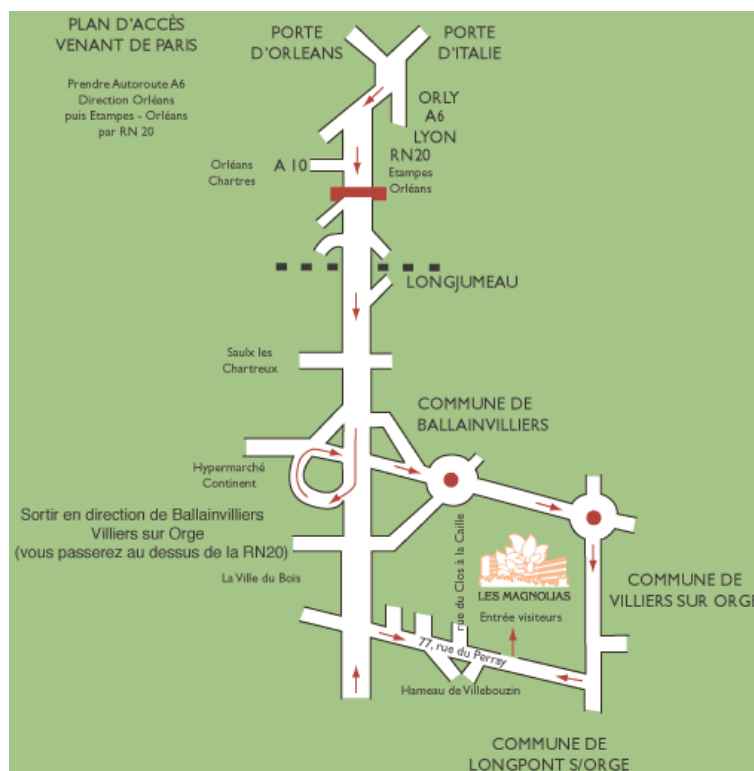 PLAN D'ACCÈS
VENANT DE PARIS
Prendre Autoroute A6
Direction Orléans
puis Etampes - Orléans
par RN 20
PORTE
D'ORLEANS
PORTE
D'ITALIE
ORLY
A6
LYON
RN20
Etampes
Orléans
Orléans
Chartres
A 10
LONGJUMEAU
Saulx les
Chartreux
COMMUNE DE
BALLAINVILLIERS
Hypermarché
Continent
Sortir en direction de Ballainvilliers
Villiers sur Orge
(vous passerez au dessus de la RN20)
La Ville du Bois
rue du Clos à la Caille
LES MAGNOLIAS
Entrée visiteurs
COMMUNE DE
VILLIERS SUR ORGE
77, rue du Perray
Hameau de Villebouzin
COMMUNE DE
LONGPONT S/ORGE